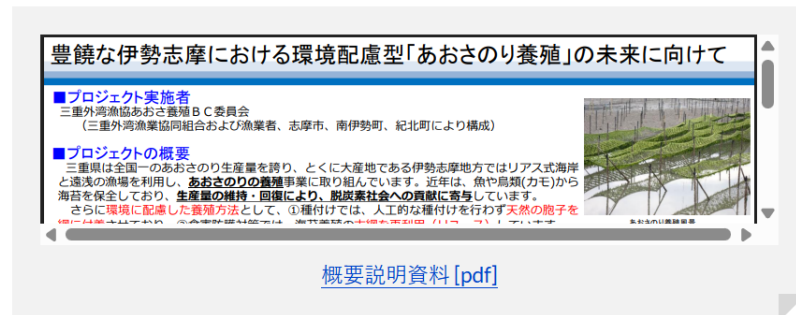 豊饒な伊勢志摩における環境配慮型「あおさのり養殖」の未来に向けて
■プロジェクト実施者
三重外湾漁協あおさ養殖ＢＣ委員会
（三重外湾漁業協同組合および漁業者、志摩市、南伊勢町、紀北町により構成）
■プロジェクトの概要
三重県は全国一のあおさのり生産量を誇り、とくに大産地である伊勢志摩地方ではリアス式海岸
と遠浅の漁場を利用し、あおさのりの養殖事業に取り組んでいます。近年は、魚や鳥類(カモ)から
海苔を保全しており、生産量の維持・回復により、脱炭素社会への貢献に寄与しています。
さらに環境に配慮した養殖方法として、①種付けでは、人工的な種付けを行わず天然の胞子を
あおさのり養殖風景
概要説明資料[pdf]